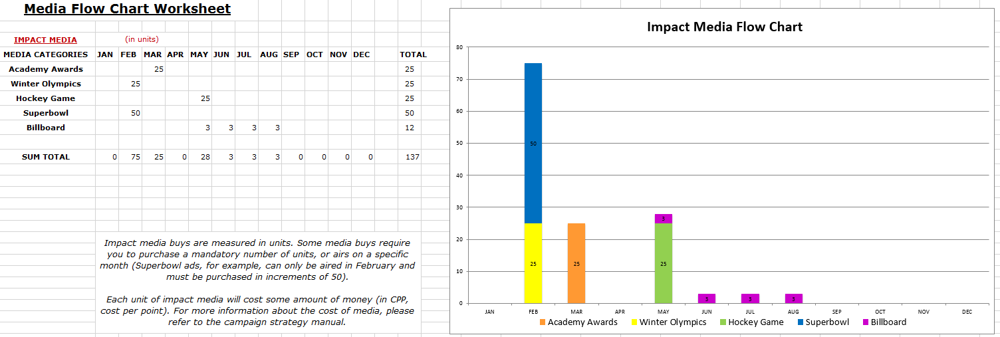 Media Flow Chart Worksheet
IMPACT MEDIA (in units)
MEDIA CATEGORIES JAN FEB MAR APR MAY JUN JUL AUG SEP OCT NOV DEC TOTAL
Academy Awards 25 25
Winter Olympics 25 25
Hockey Game 25 25
Superbowl 50 50
Billboard 3 3 3 3 12
SUM TOTAL 0 75 25 0 28 3 3 3 0 0 0 0 137
Impact media buys are measured in units. Some media buys require
you to purchase a mandatory number of units, or airs on a specific
month (Superbowl ads, for example, can only be aired in February and
must be purchased in increments of 50).
Each unit of impact media will cost some amount of money (in CPP,
cost per point). For more information about the cost of media, please
refer to the campaign strategy manual.
Impact Media Flow Chart
80
70
60
50 50
40
30
3
20
25 25 25
10
3 3 3
0
JAN FEB MAR APR MAY JUN JUL AUG SEP OCT NOV DEC
Academy Awards Winter Olympics Hockey Game Superbowl Billboard